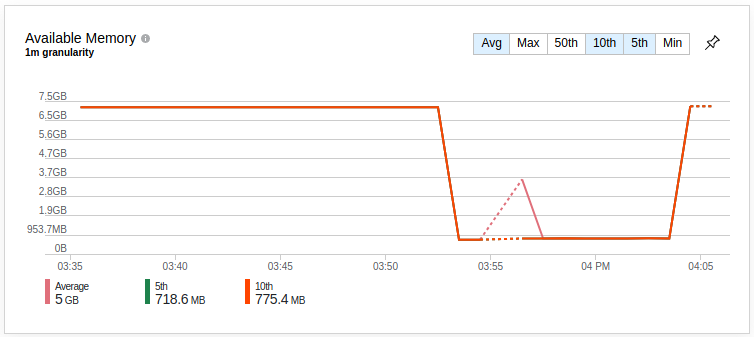 Available Memory
1m granularity
Avg Max 50th 10th 5th Min
7.5GB
6.5GB
5.6GB
4.7GB
3.7GB
2.8GB
1.9GB
953.7MB
0B
03:35 03:40 03:45 03:50 03:55 04 PM 04:05
Average 5th 10th
5 GB 718.6 MB 775.4 MB